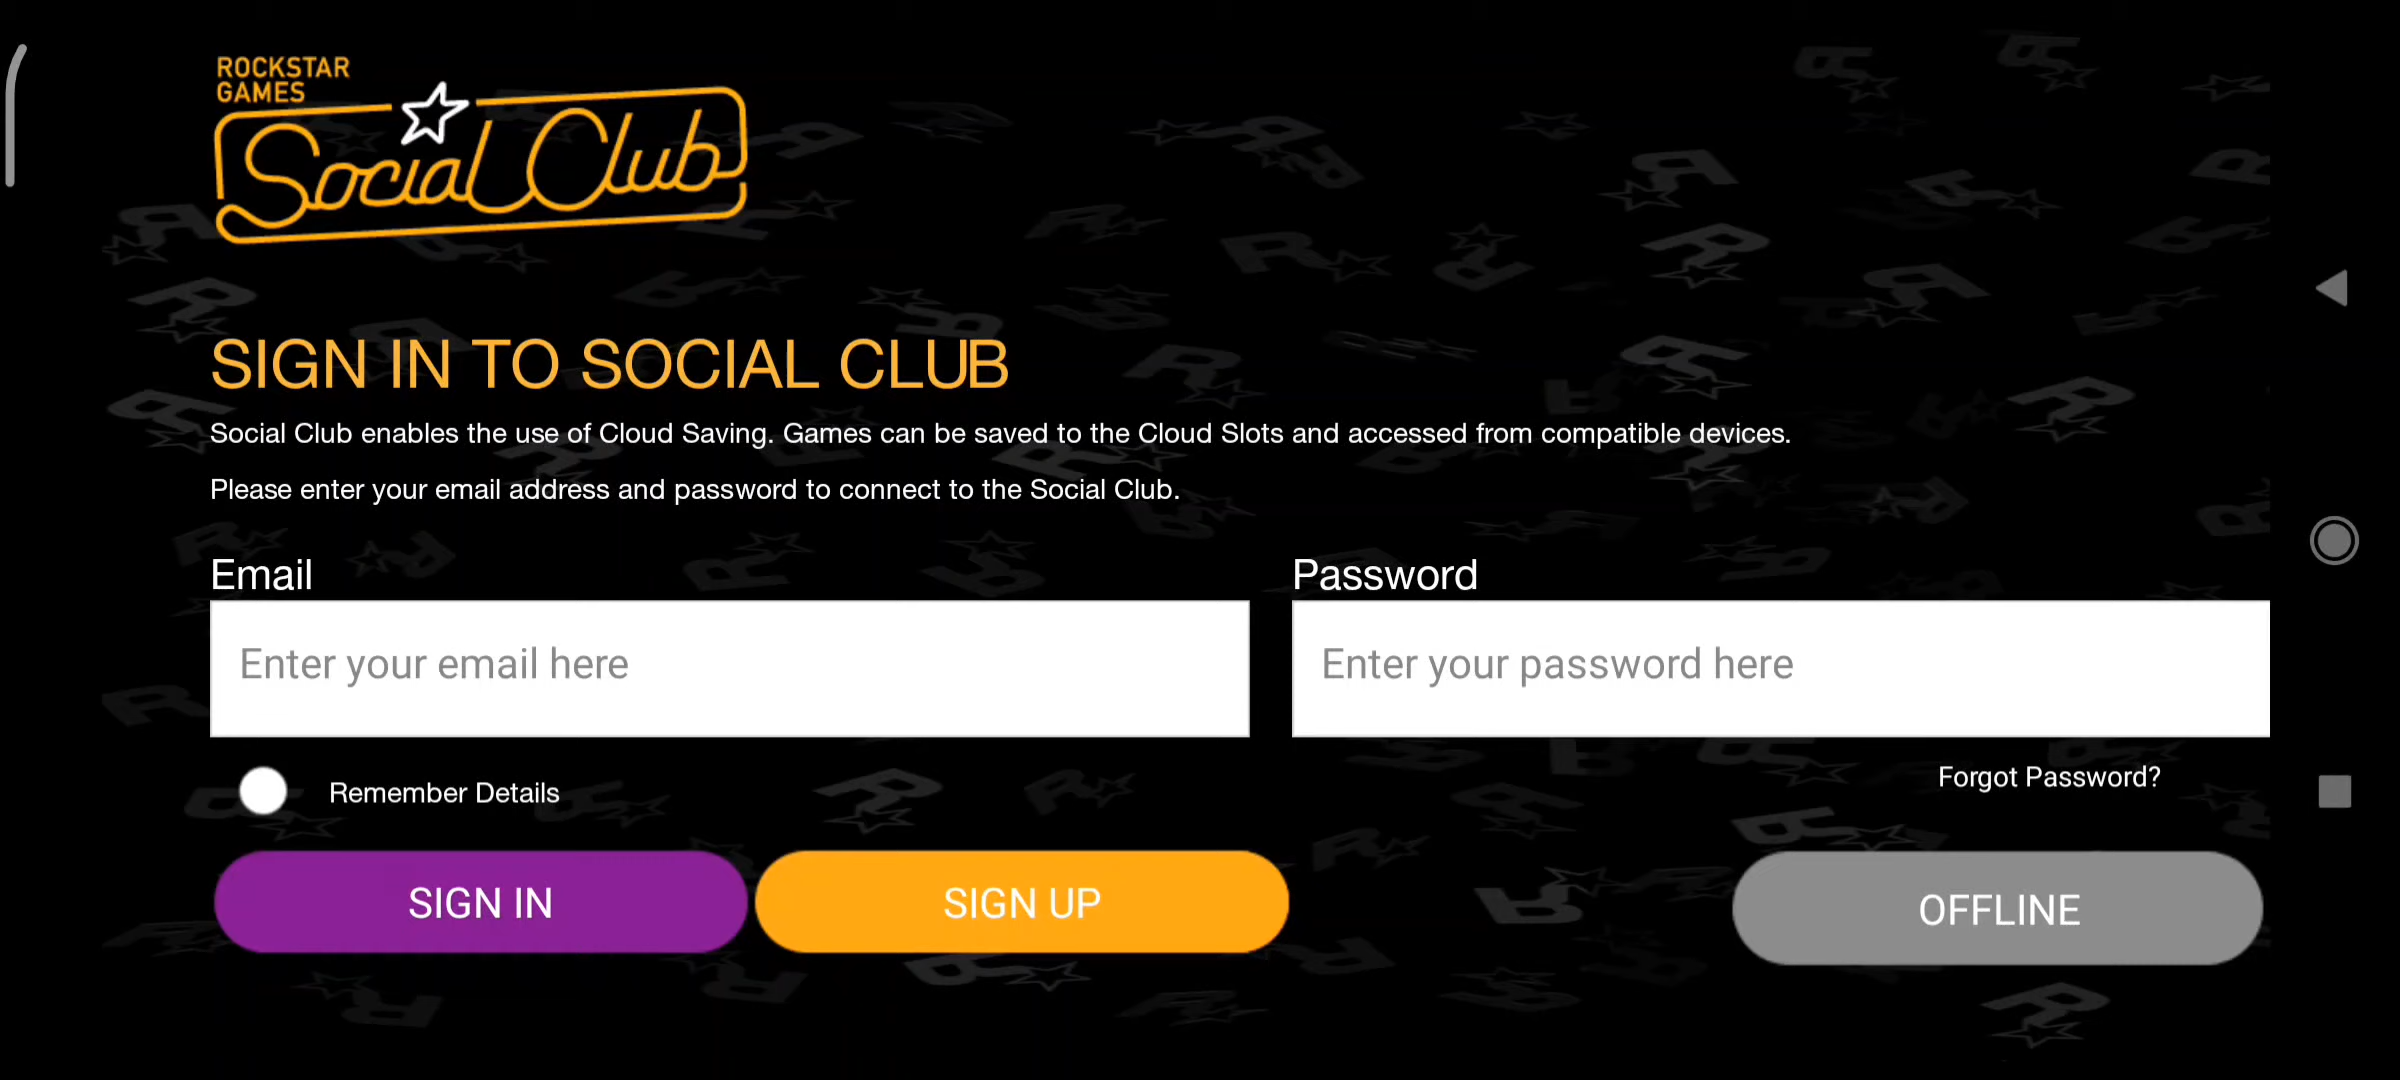 ROCKSTAR
GAMES
Social Club
SIGN IN TO SOCIAL CLUB
Social Club enables the use of Cloud Saving. Games can be saved to the Cloud Slots and accessed from compatible devices.
Please enter your email address and password to connect to the Social Club.
Email
Password
Enter your email here
Enter your password here
Remember Details
Forgot Password?
SIGN IN
SIGN UP
OFFLINE